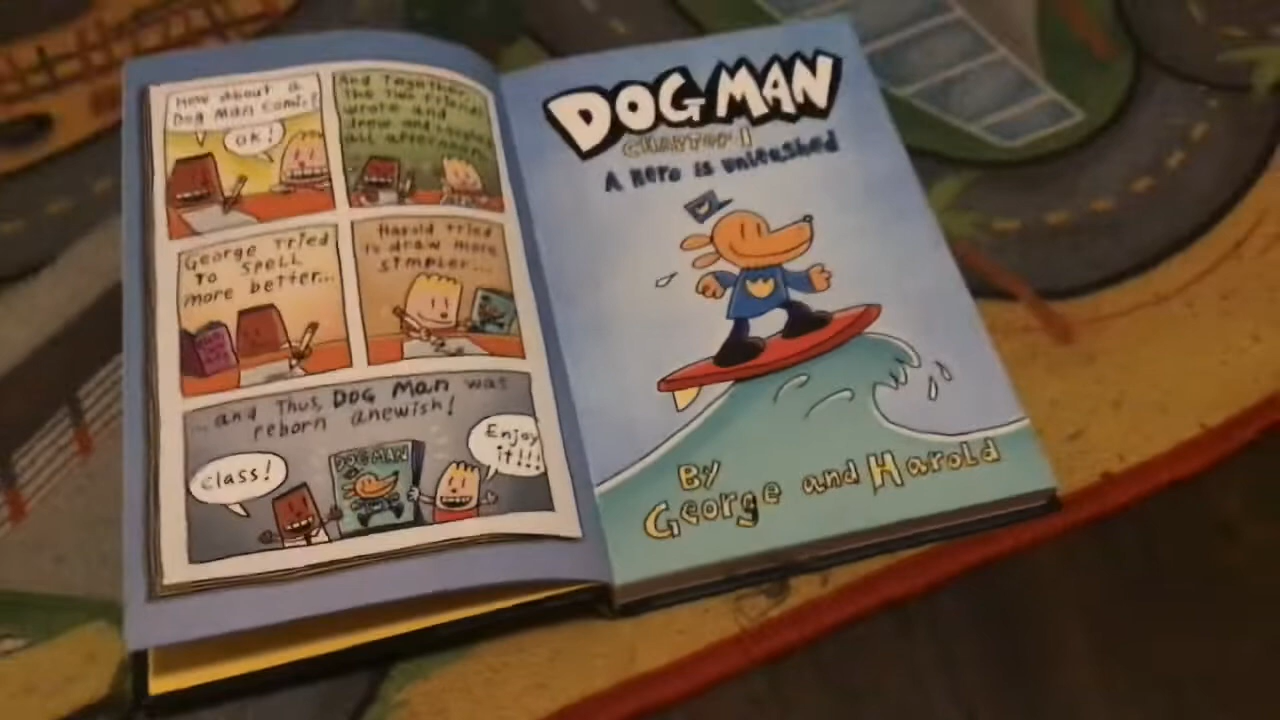 How about a
Dog Man comic?
OK!
And Together
The Two friends
wrote and
drew and laughed
all afternoon.
George Tried
To SPell
more better...
Harold Tried
To draw more
simpler...
...and Thus, DOG Man was
reborn anewish!
class!
DOG MAN
Enjoy
it!!!
DOG MAN
CHAPTER 1
A Hero is unleashed
BY
George and Harold